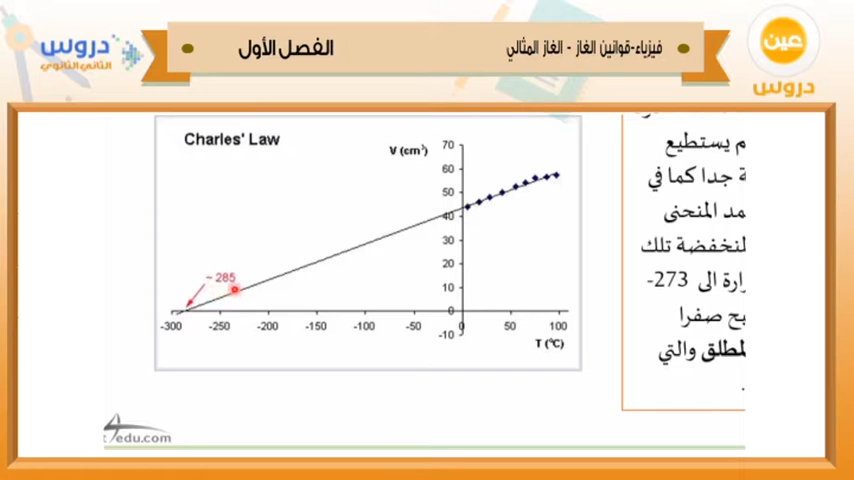 دروس
الثاني الثانوي
الفصل الأول
فيزياء-قوانين الغاز - الغاز المثالي
عين
دروس
Charles' Law
V (cm³)
70
60
50
40
30
20
10
0
-10
~ 285
-300 -250 -200 -150 -100 -50 0 50 100
T (°C)
م يستطيع
ة جدا كما في
مد المنحنى
لمنخفضة تلك
رارة الى 273-
بح صفرا
لمطلق والتي
4edu.com